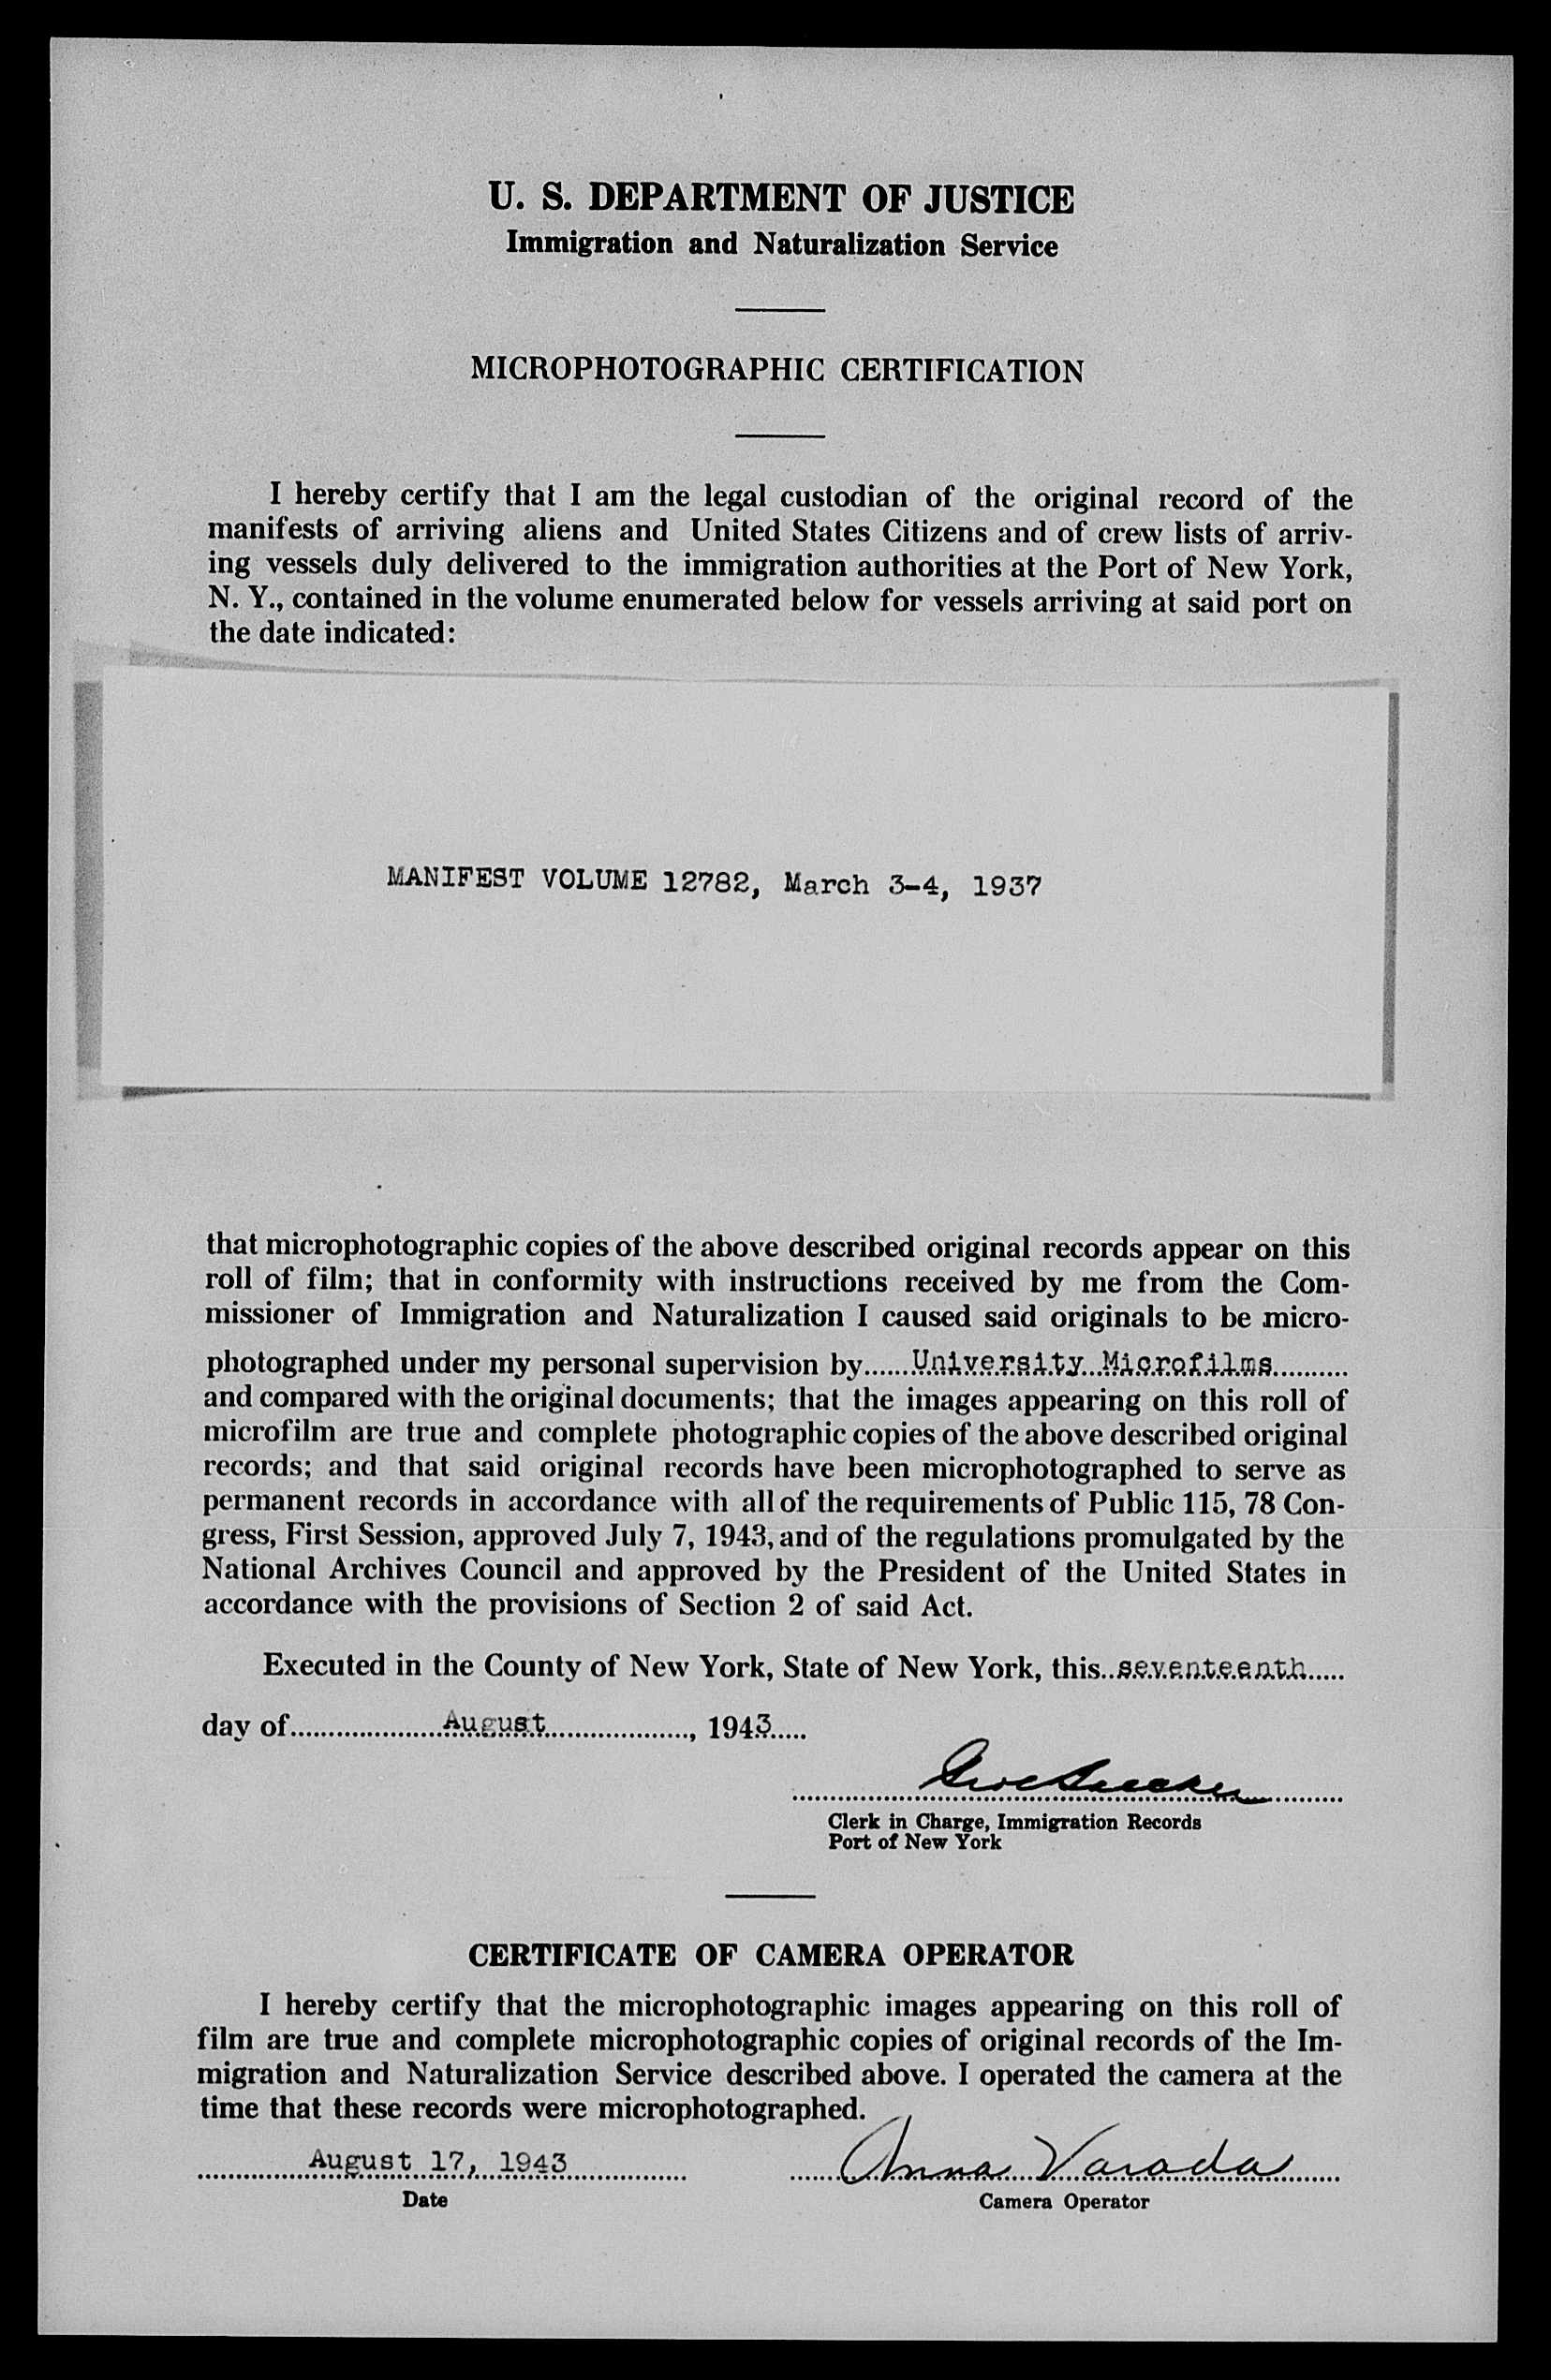 U. S. DEPARTMENT OF JUSTICE
Immigration and Naturalization Service
MICROPHOTOGRAPHIC CERTIFICATION
I hereby certify that I am the legal custodian of the original record of the
manifests of arriving aliens and United States Citizens and of crew lists of arriv-
ing vessels duly delivered to the immigration authorities at the Port of New York,
N. Y., contained in the volume enumerated below for vessels arriving at said port on
the date indicated:
MANIFEST VOLUME 12782, March 3-4, 1937
that microphotographic copies of the above described original records appear on this
roll of film; that in conformity with instructions received by me from the Com-
missioner of Immigration and Naturalization I caused said originals to be micro-
photographed under my personal supervision by......University Microfilms..........
and compared with the original documents; that the images appearing on this roll of
microfilm are true and complete photographic copies of the above described original
records; and that said original records have been microphotographed to serve as
permanent records in accordance with all of the requirements of Public 115, 78 Con-
gress, First Session, approved July 7, 1943, and of the regulations promulgated by the
National Archives Council and approved by the President of the United States in
accordance with the provisions of Section 2 of said Act.
Executed in the County of New York, State of New York, this..seventeenth.....
day of....................August..................., 1943.....
Clerk in Charge, Immigration Records
Port of New York
CERTIFICATE OF CAMERA OPERATOR
I hereby certify that the microphotographic images appearing on this roll of
film are true and complete microphotographic copies of original records of the Im-
migration and Naturalization Service described above. I operated the camera at the
time that these records were microphotographed.
August 17, 1943 Anna Varada
Date Camera Operator